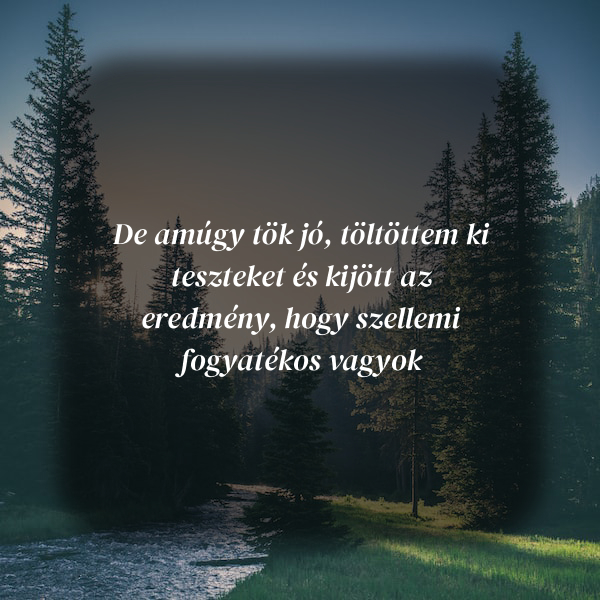 De amúgy tök jó, töltöttem ki
teszteket és kijött az
eredmény, hogy szellemi
fogyatékos vagyok